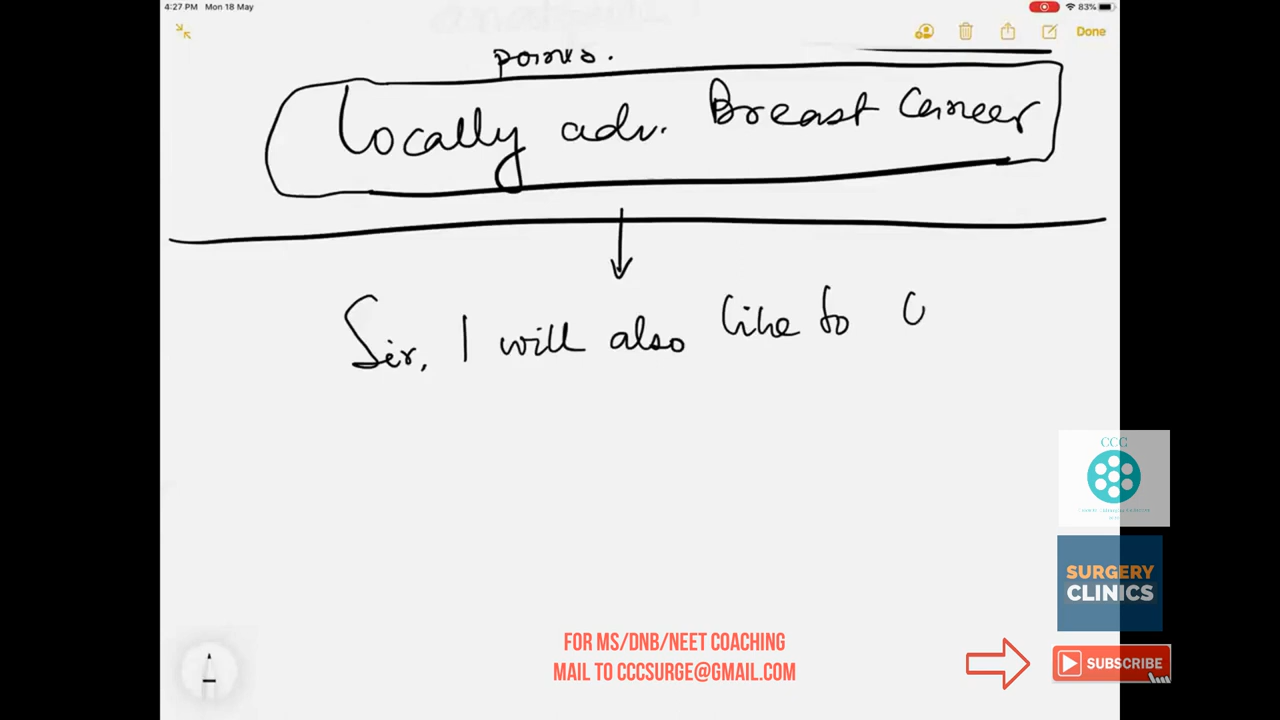 4:27 PM Mon 18 May
83%
Done
points.
Locally adv. Breast Cancer
Sir, I will also like to C
CCC
SURGERY
CLINICS
FOR MS/DNB/NEET COACHING
MAIL TO CCCSURGE@GMAIL.COM
SUBSCRIBE